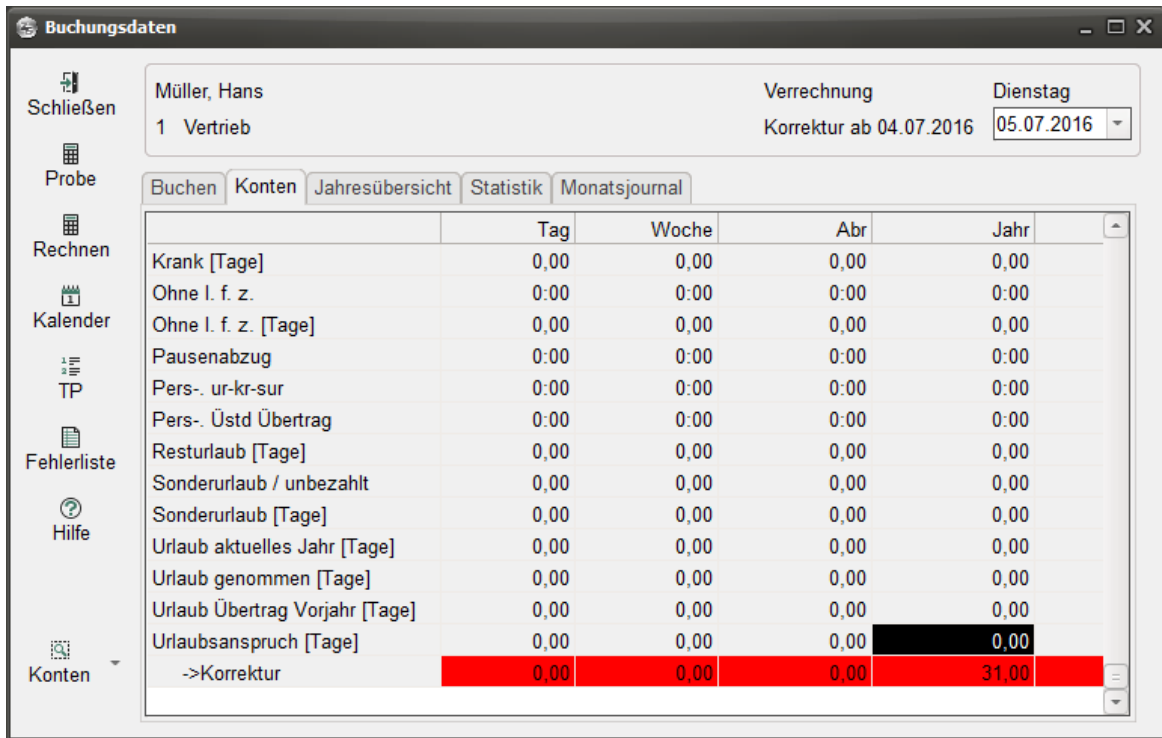 Buchungsdaten
Schließen
Probe
Rechnen
Kalender
TP
Fehlerliste
Hilfe
Konten
Müller, Hans Verrechnung Dienstag
1 Vertrieb Korrektur ab 04.07.2016 05.07.2016
Buchen Konten Jahresübersicht Statistik Monatsjournal
Tag Woche Abr Jahr
Krank [Tage] 0,00 0,00 0,00 0,00
Ohne l. f. z. 0:00 0:00 0:00 0:00
Ohne l. f. z. [Tage] 0,00 0,00 0,00 0,00
Pausenabzug 0:00 0:00 0:00 0:00
Pers-. ur-kr-sur 0:00 0:00 0:00 0:00
Pers-. Üstd Übertrag 0:00 0:00 0:00 0:00
Resturlaub [Tage] 0,00 0,00 0,00 0,00
Sonderurlaub / unbezahlt 0,00 0,00 0,00 0,00
Sonderurlaub [Tage] 0,00 0,00 0,00 0,00
Urlaub aktuelles Jahr [Tage] 0,00 0,00 0,00 0,00
Urlaub genommen [Tage] 0,00 0,00 0,00 0,00
Urlaub Übertrag Vorjahr [Tage] 0,00 0,00 0,00 0,00
Urlaubsanspruch [Tage] 0,00 0,00 0,00 0,00
->Korrektur 0,00 0,00 0,00 31,00